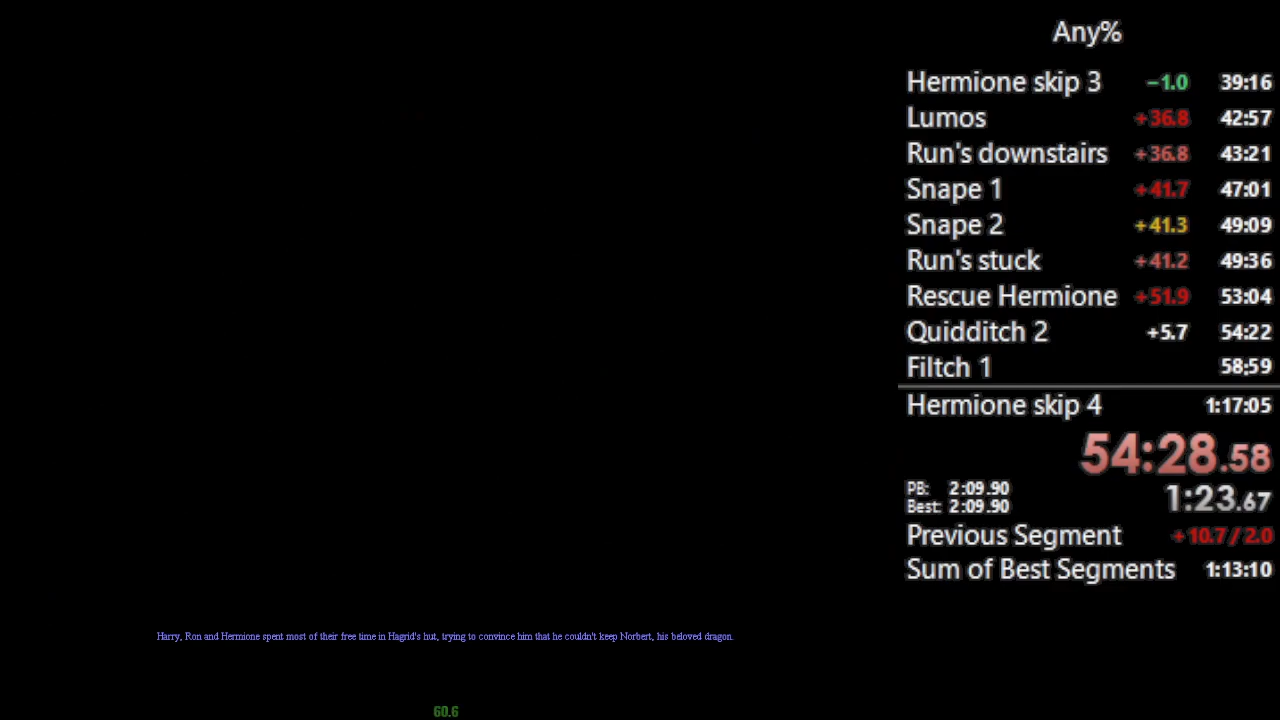 Any%
Hermione skip 3 -1.0 39:16
Lumos +36.8 42:57
Run's downstairs +36.8 43:21
Snape 1 +41.7 47:01
Snape 2 +41.3 49:09
Run's stuck +41.2 49:36
Rescue Hermione +51.9 53:04
Quidditch 2 +5.7 54:22
Filtch 1 58:59
Hermione skip 4 1:17:05
54:28.58
PB: 2:09.90
Best: 2:09.90
1:23.67
Previous Segment +10.7/2.0
Sum of Best Segments 1:13:10
Harry, Ron and Hermione spent most of their free time in Hagrid's hut, trying to convince him that he couldn't keep Norbert, his beloved dragon.
60.6